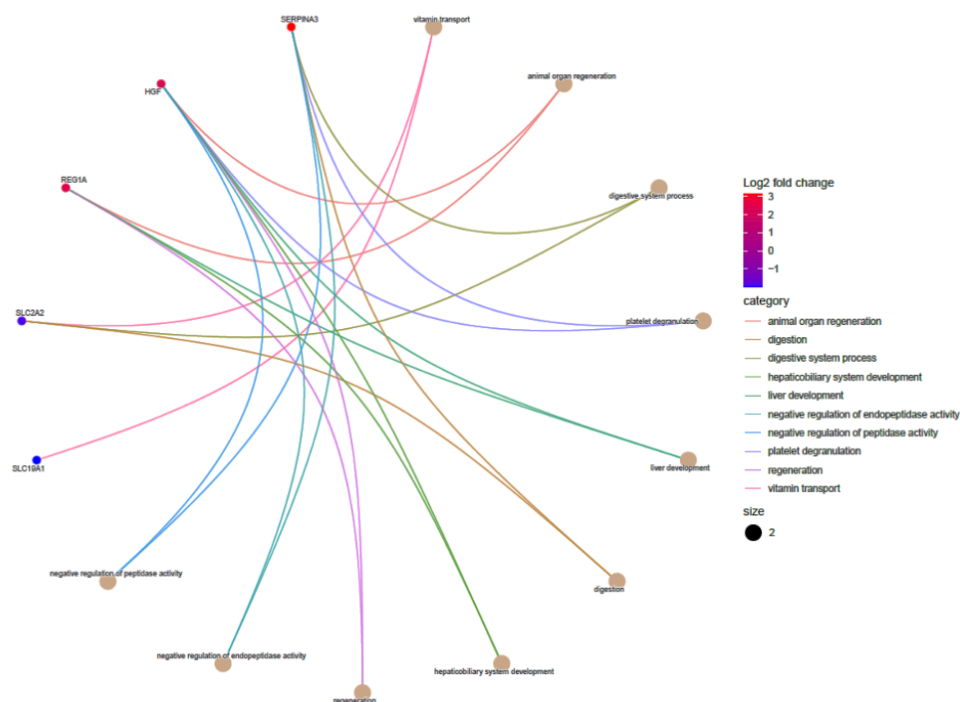 SERPINA3
vitamin transport
animal organ regeneration
HGF
REG1A
digestive system process
SLC2A2
platelet degranulation
SLC19A1
liver development
negative regulation of peptidase activity
digestion
negative regulation of endopeptidase activity
hepaticobiliary system development
regeneration
Log2 fold change
3
2
1
0
−1
category
animal organ regeneration
digestion
digestive system process
hepaticobiliary system development
liver development
negative regulation of endopeptidase activity
negative regulation of peptidase activity
platelet degranulation
regeneration
vitamin transport
size
2